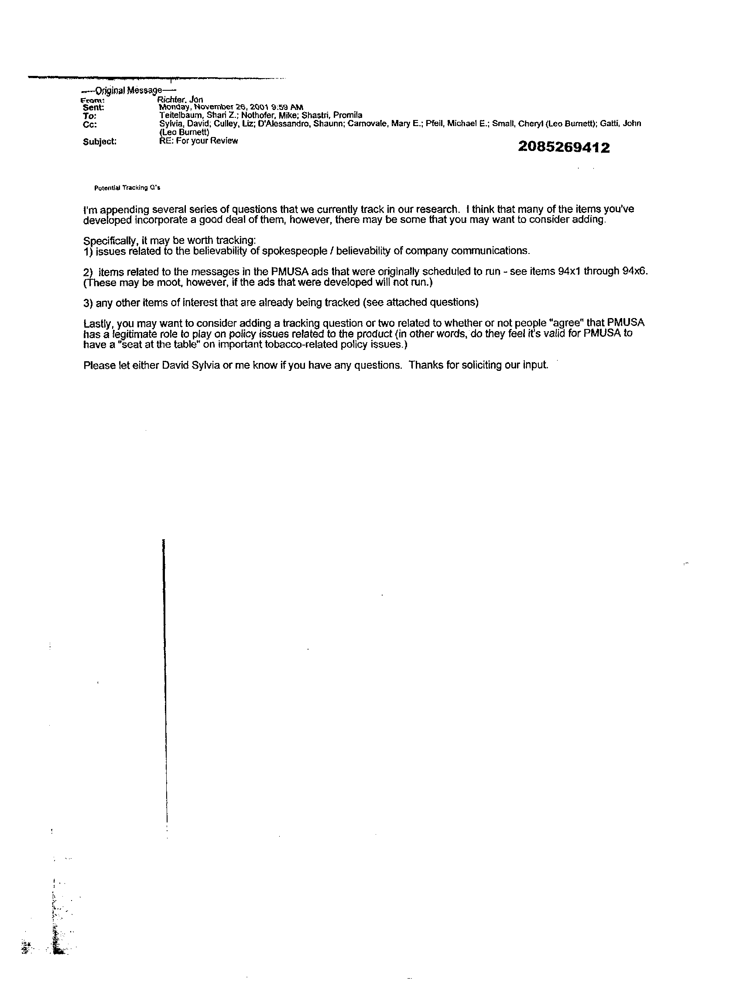 -----Original Message-----
From: Richter, Jon
Sent: Monday, November 26, 2001 9:59 AM
To: Teitelbaum, Shari Z.; Nothofer, Mike; Shastri, Promila
Cc: Sylvia, David; Culley, Liz; D'Alessandro, Shaunn; Carnovale, Mary E.; Pfeil, Michael E.; Small, Cheryl (Leo Burnett); Gatti, John
(Leo Burnett)
Subject: RE: For your Review
2085269412
Potential Tracking Q's
I'm appending several series of questions that we currently track in our research. I think that many of the items you've
developed incorporate a good deal of them, however, there may be some that you may want to consider adding.
Specifically, it may be worth tracking:
1) issues related to the believability of spokespeople / believability of company communications.
2) items related to the messages in the PMUSA ads that were originally scheduled to run - see items 94x1 through 94x6.
(These may be moot, however, if the ads that were developed will not run.)
3) any other items of interest that are already being tracked (see attached questions)
Lastly, you may want to consider adding a tracking question or two related to whether or not people "agree" that PMUSA
has a legitimate role to play on policy issues related to the product (in other words, do they feel it's valid for PMUSA to
have a "seat at the table" on important tobacco-related policy issues.)
Please let either David Sylvia or me know if you have any questions. Thanks for soliciting our input.